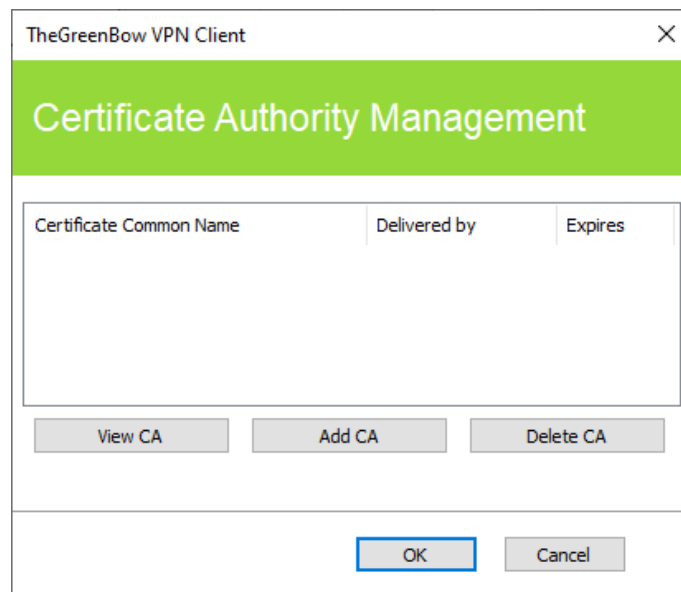 TheGreenBow VPN Client
Certificate Authority Management
Certificate Common Name Delivered by Expires
View CA Add CA Delete CA
OK Cancel